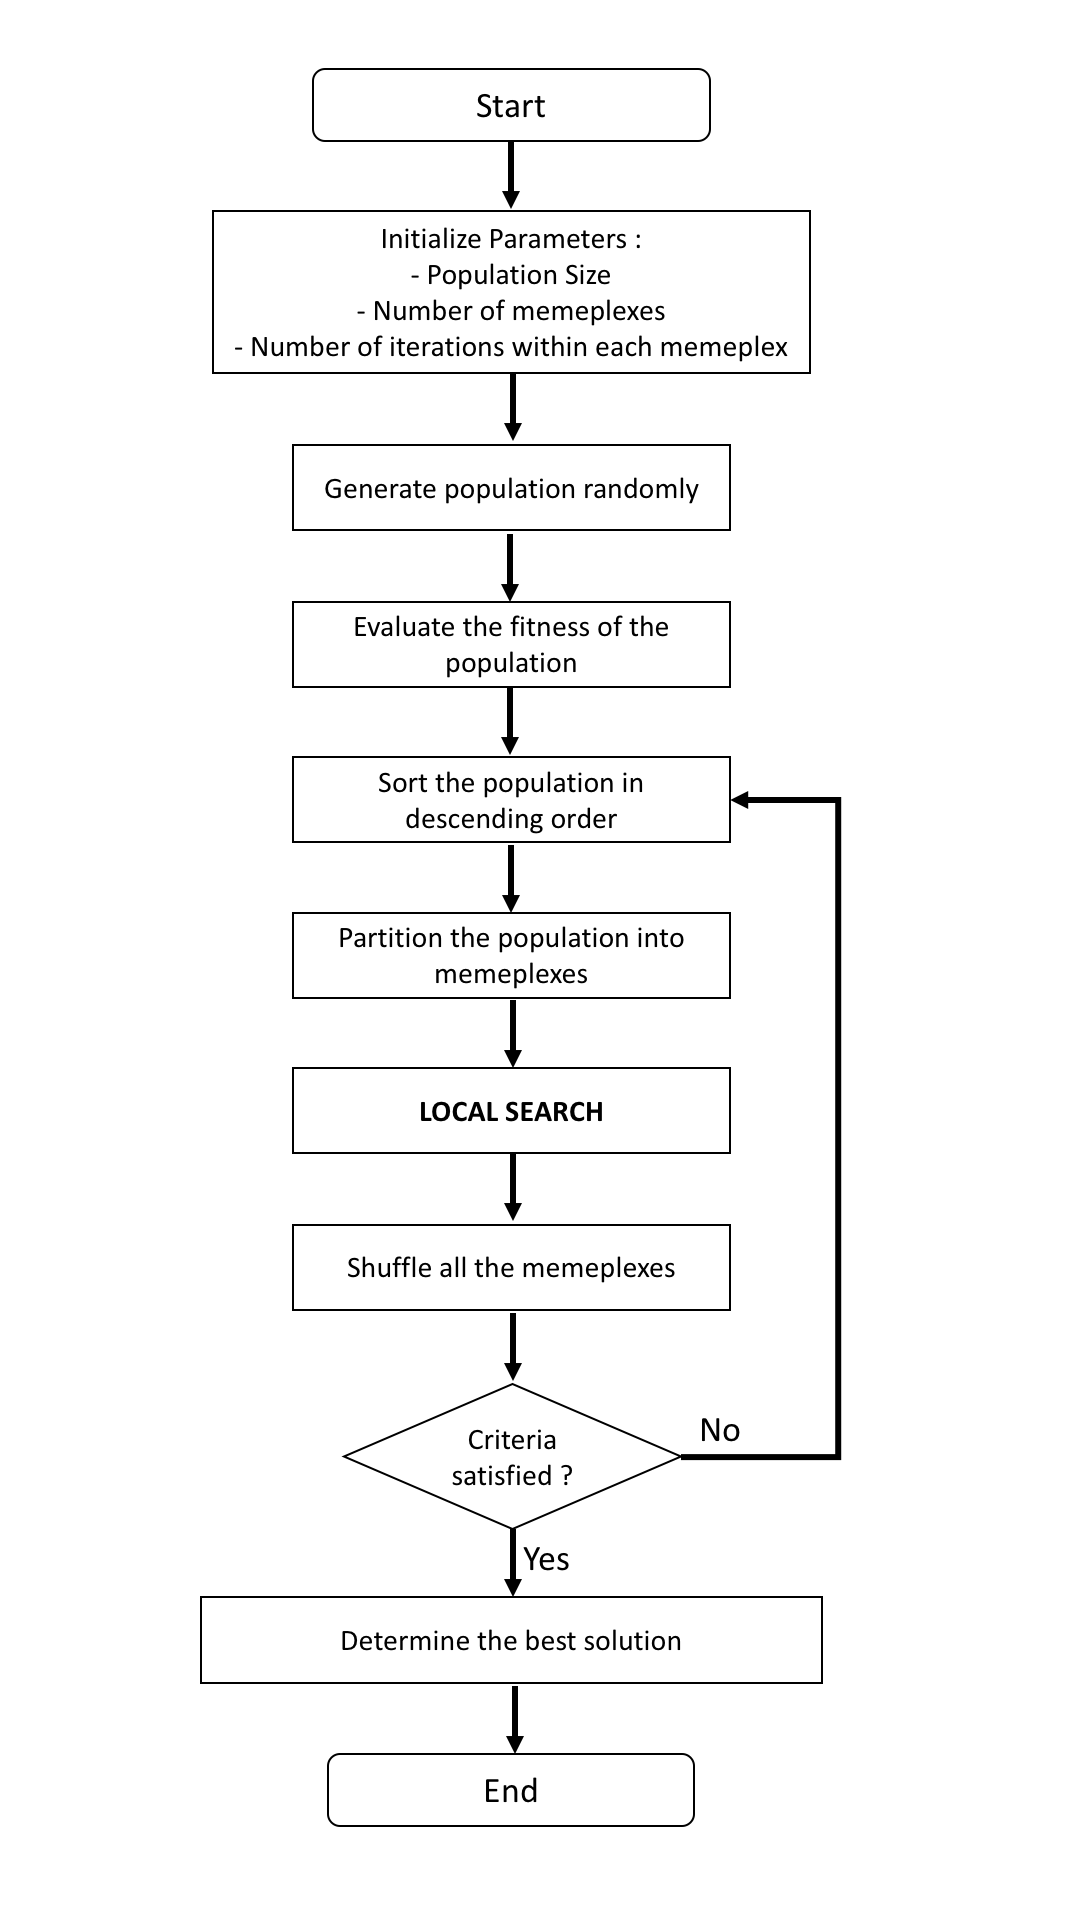 Start
Initialize Parameters :
- Population Size
- Number of memeplexes
- Number of iterations within each memeplex
Generate population randomly
Evaluate the fitness of the
population
Sort the population in
descending order
Partition the population into
memeplexes
LOCAL SEARCH
Shuffle all the memeplexes
Criteria
satisfied ?
No
Yes
Determine the best solution
End